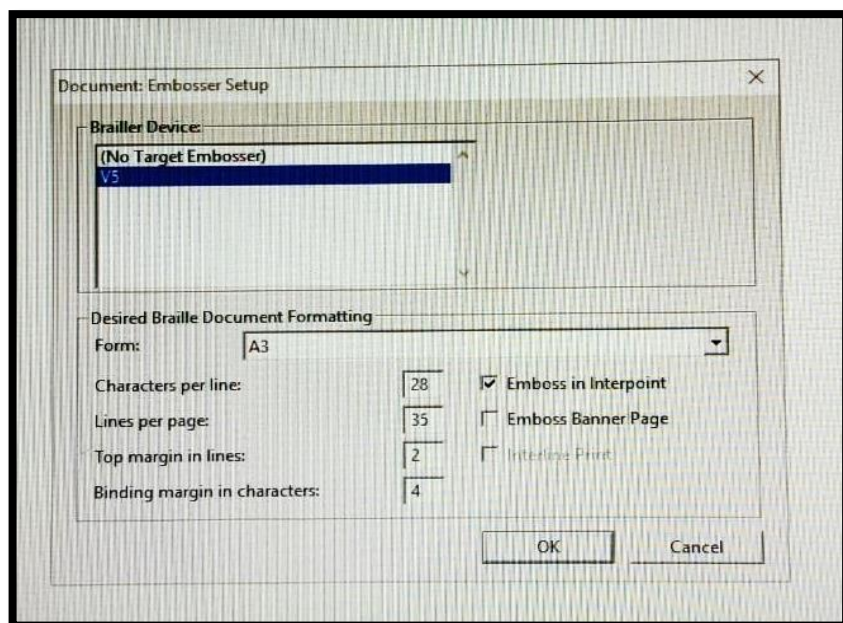 Document: Embosser Setup
Brailler Device:
(No Target Embosser)
V5
Desired Braille Document Formatting
Form: A3
Characters per line: 28 Emboss in Interpoint
Lines per page: 35 Emboss Banner Page
Top margin in lines: 2 Interline Print
Binding margin in characters: 4
OK Cancel